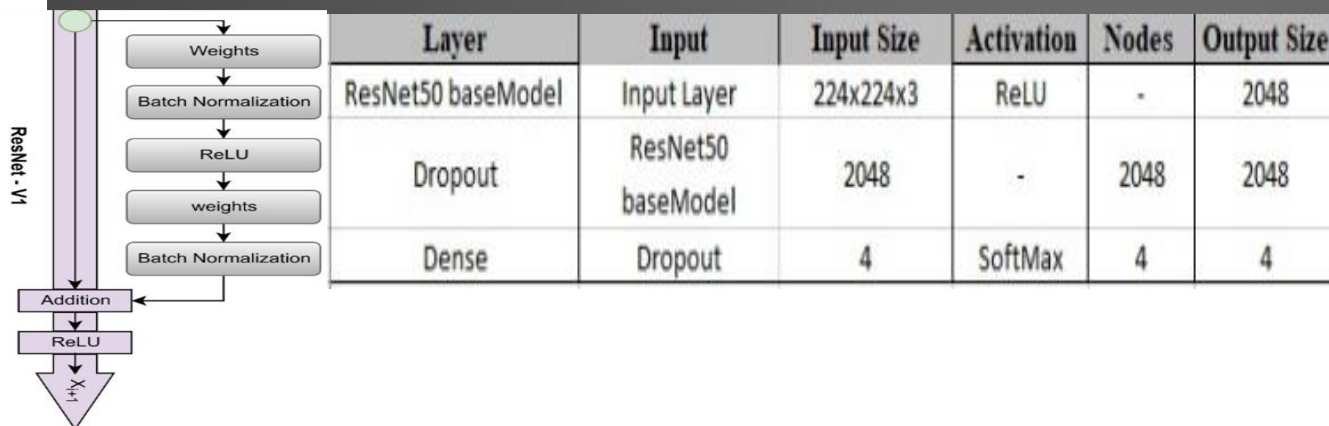 ResNet - V1
Weights
Batch Normalization
ReLU
weights
Batch Normalization
Addition
ReLU
Xi+1
Layer Input Input Size Activation Nodes Output Size
ResNet50 baseModel Input Layer 224x224x3 ReLU - 2048
Dropout ResNet50 baseModel 2048 - 2048 2048
Dense Dropout 4 SoftMax 4 4